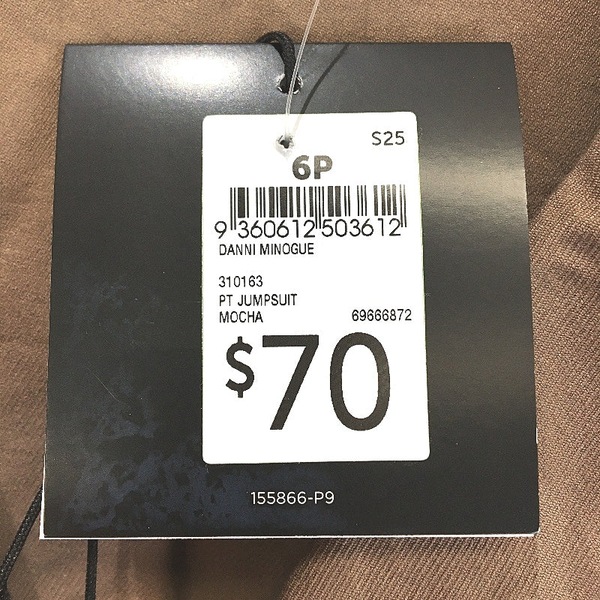 S25
6P
9 360612 503612
DANNI MINOGUE
310163
PT JUMPSUIT
MOCHA 69666872
$70
155866-P9